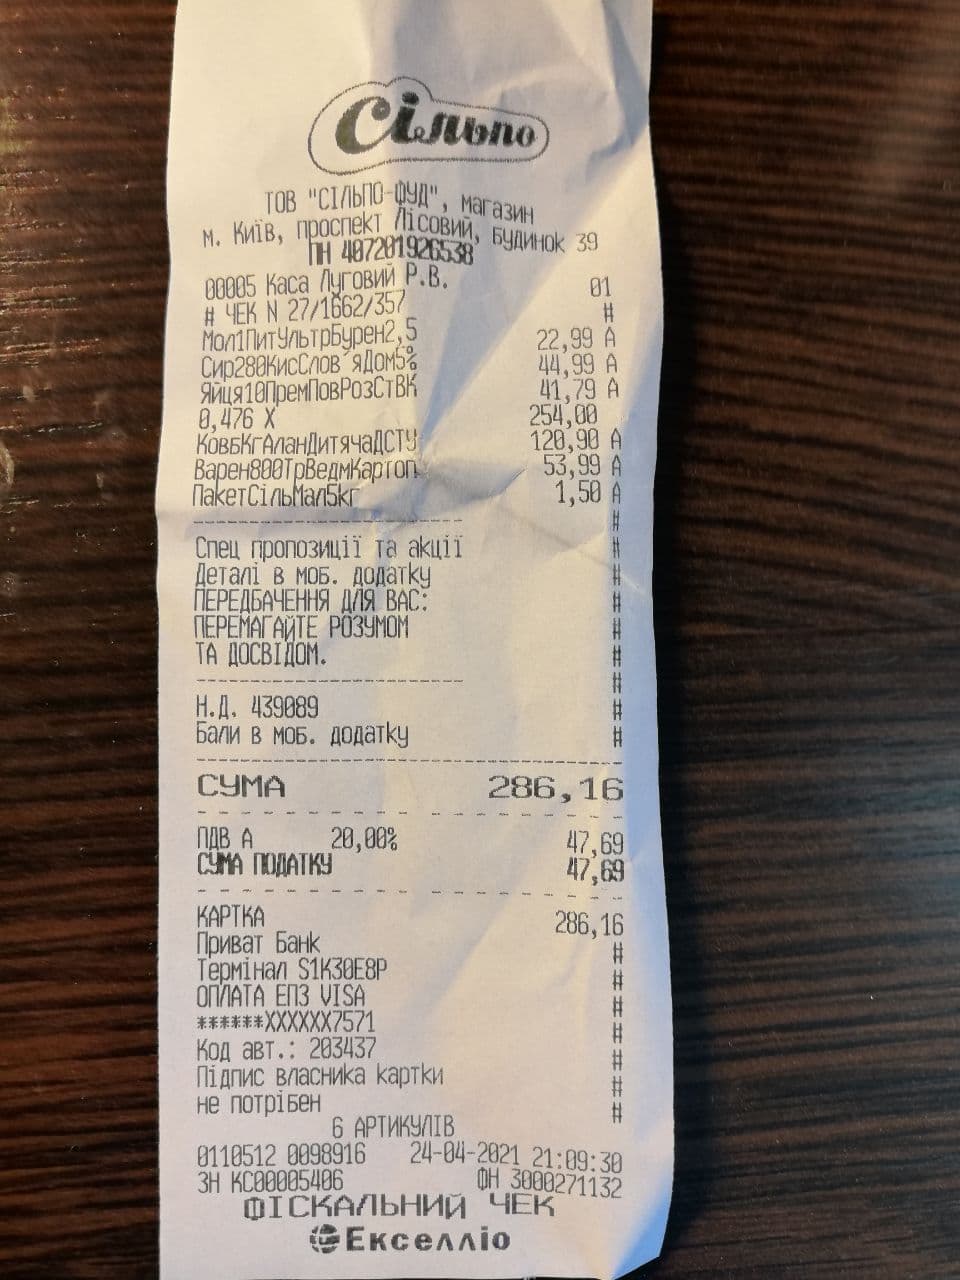 Сільпо
ТОВ "СІЛЬПО-ФУД", магазин
м. Київ, проспект Лісовий, Будинок 39
ПН 407201926538
00005 Каса Луговий Р.В. 01
# ЧЕК N 27/1662/357 #
Мол1ПитУльтрБурен2,5 22,99 А
Сир280КисСлов'яДом5% 44,99 А
Яйця10ПремПовРозСтВК 41,79 А
0,476 X 254,00
КовбКгАланДитячаДСТУ 120,90 А
Варен800ТрВедмКартоп 53,99 А
ПакетСільМал5кг 1,50 А
#
Спец пропозиції та акції #
Деталі в моб. додатку #
ПЕРЕДБАЧЕННЯ ДЛЯ ВАС: #
ПЕРЕМАГАЙТЕ РОЗУМОМ #
ТА ДОСВІДОМ. #
#
Н.Д. 439089 #
Бали в моб. додатку #
СУМА 286,16
ПДВ А 20,00% 47,69
СУМА ПОДАТКУ 47,69
КАРТКА 286,16
Приват Банк #
Термінал S1K30E8P #
ОПЛАТА ЕПЗ VISA #
******XXXXXX7571 #
Код авт.: 203437 #
Підпис власника картки #
не потрібен #
6 АРТИКУЛІВ
0110512 0098916 24-04-2021 21:09:30
ЗН КС00005406 ФН 3000271132
ФІСКАЛЬНИЙ ЧЕК
Екселліо